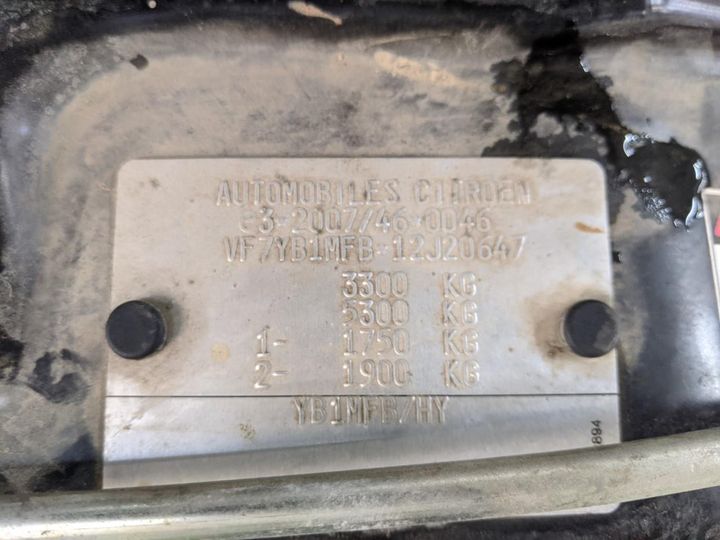 AUTOMOBILES CITROEN
e3*2007/46*0046
VF7YB1MFB-12J20647
3300 KG
5300 KG
1- 1750 KG
2- 1900 KG
YB1MFB/HY
894